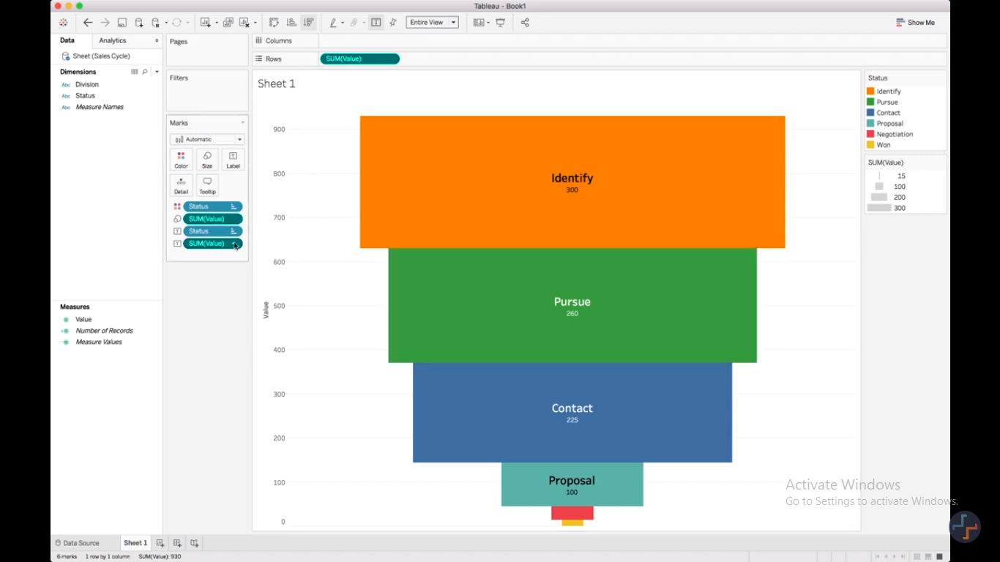 Tableau - Book1
Entire View
Show Me
Data
Analytics
Pages
Columns
Sheet (Sales Cycle)
Rows
SUM(Value)
Dimensions
Abc Division
Abc Status
Abc Measure Names
Filters
Marks
Automatic
Color
Size
Label
Detail
Tooltip
Status
SUM(Value)
Status
SUM(Value)
Measures
Value
Number of Records
Measure Values
Sheet 1
900
800
700
600
500
400
300
200
100
0
Value
Identify
300
Pursue
260
Contact
225
Proposal
100
Status
Identify
Pursue
Contact
Proposal
Negotiation
Won
SUM(Value)
15
100
200
300
Activate Windows
Go to Settings to activate Windows.
Data Source
Sheet 1
6 marks
1 row by 1 column
SUM(Value): 930